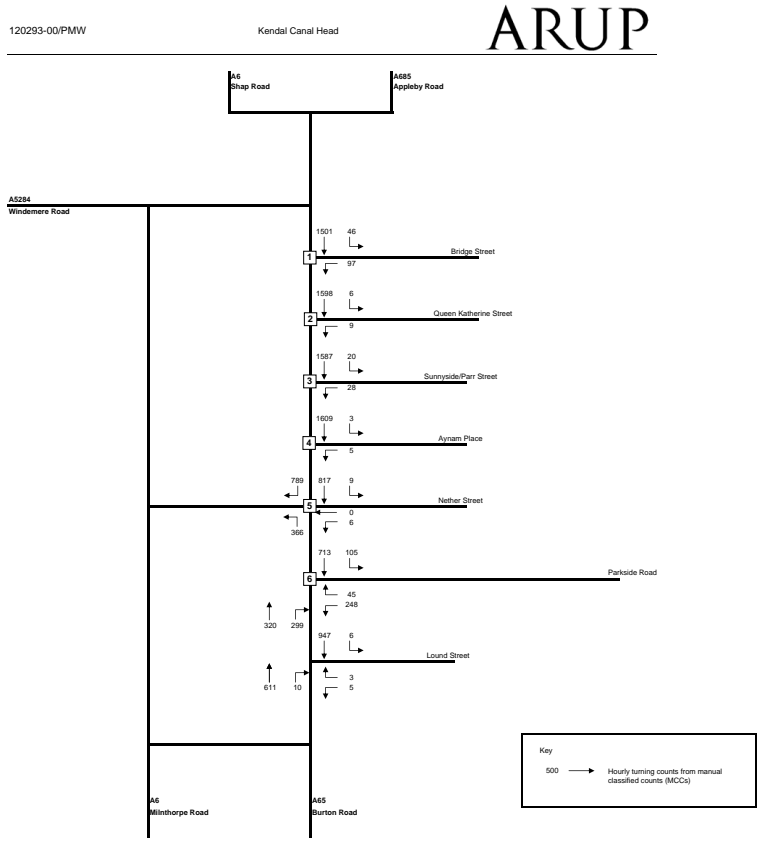 120293-00/PMW
Kendal Canal Head
ARUP
A6
Shap Road
A685
Appleby Road
A5284
Windemere Road
1501 46
1
Bridge Street
97
1598 6
2
Queen Katherine Street
9
1587 20
3
Sunnyside/Parr Street
28
1609 3
4
Aynam Place
5
789 817 9
5
Nether Street
0
6
366
713 105
6
Parkside Road
45
248
320 299
947 6
Lound Street
3
611 10 5
Key
500 Hourly turning counts from manual
classified counts (MCCs)
A6
Milnthorpe Road
A65
Burton Road